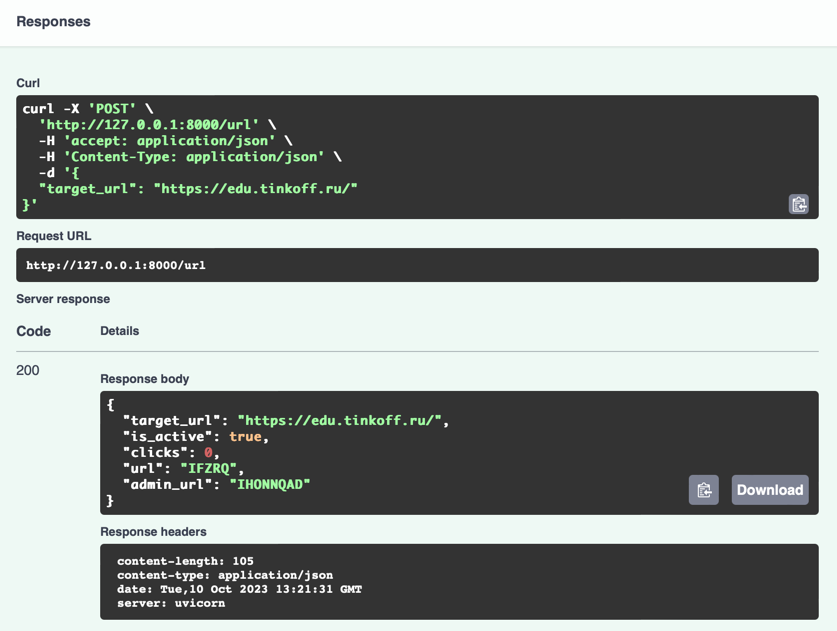 Responses
Curl
curl -X 'POST' \
'http://127.0.0.1:8000/url' \
-H 'accept: application/json' \
-H 'Content-Type: application/json' \
-d '{
"target_url": "https://edu.tinkoff.ru/"
}'
Request URL
http://127.0.0.1:8000/url
Server response
Code Details
200
Response body
{
"target_url": "https://edu.tinkoff.ru/",
"is_active": true,
"clicks": 0,
"url": "IFZRQ",
"admin_url": "IHONNQAD"
}
Download
Response headers
content-length: 105
content-type: application/json
date: Tue,10 Oct 2023 13:21:31 GMT
server: uvicorn